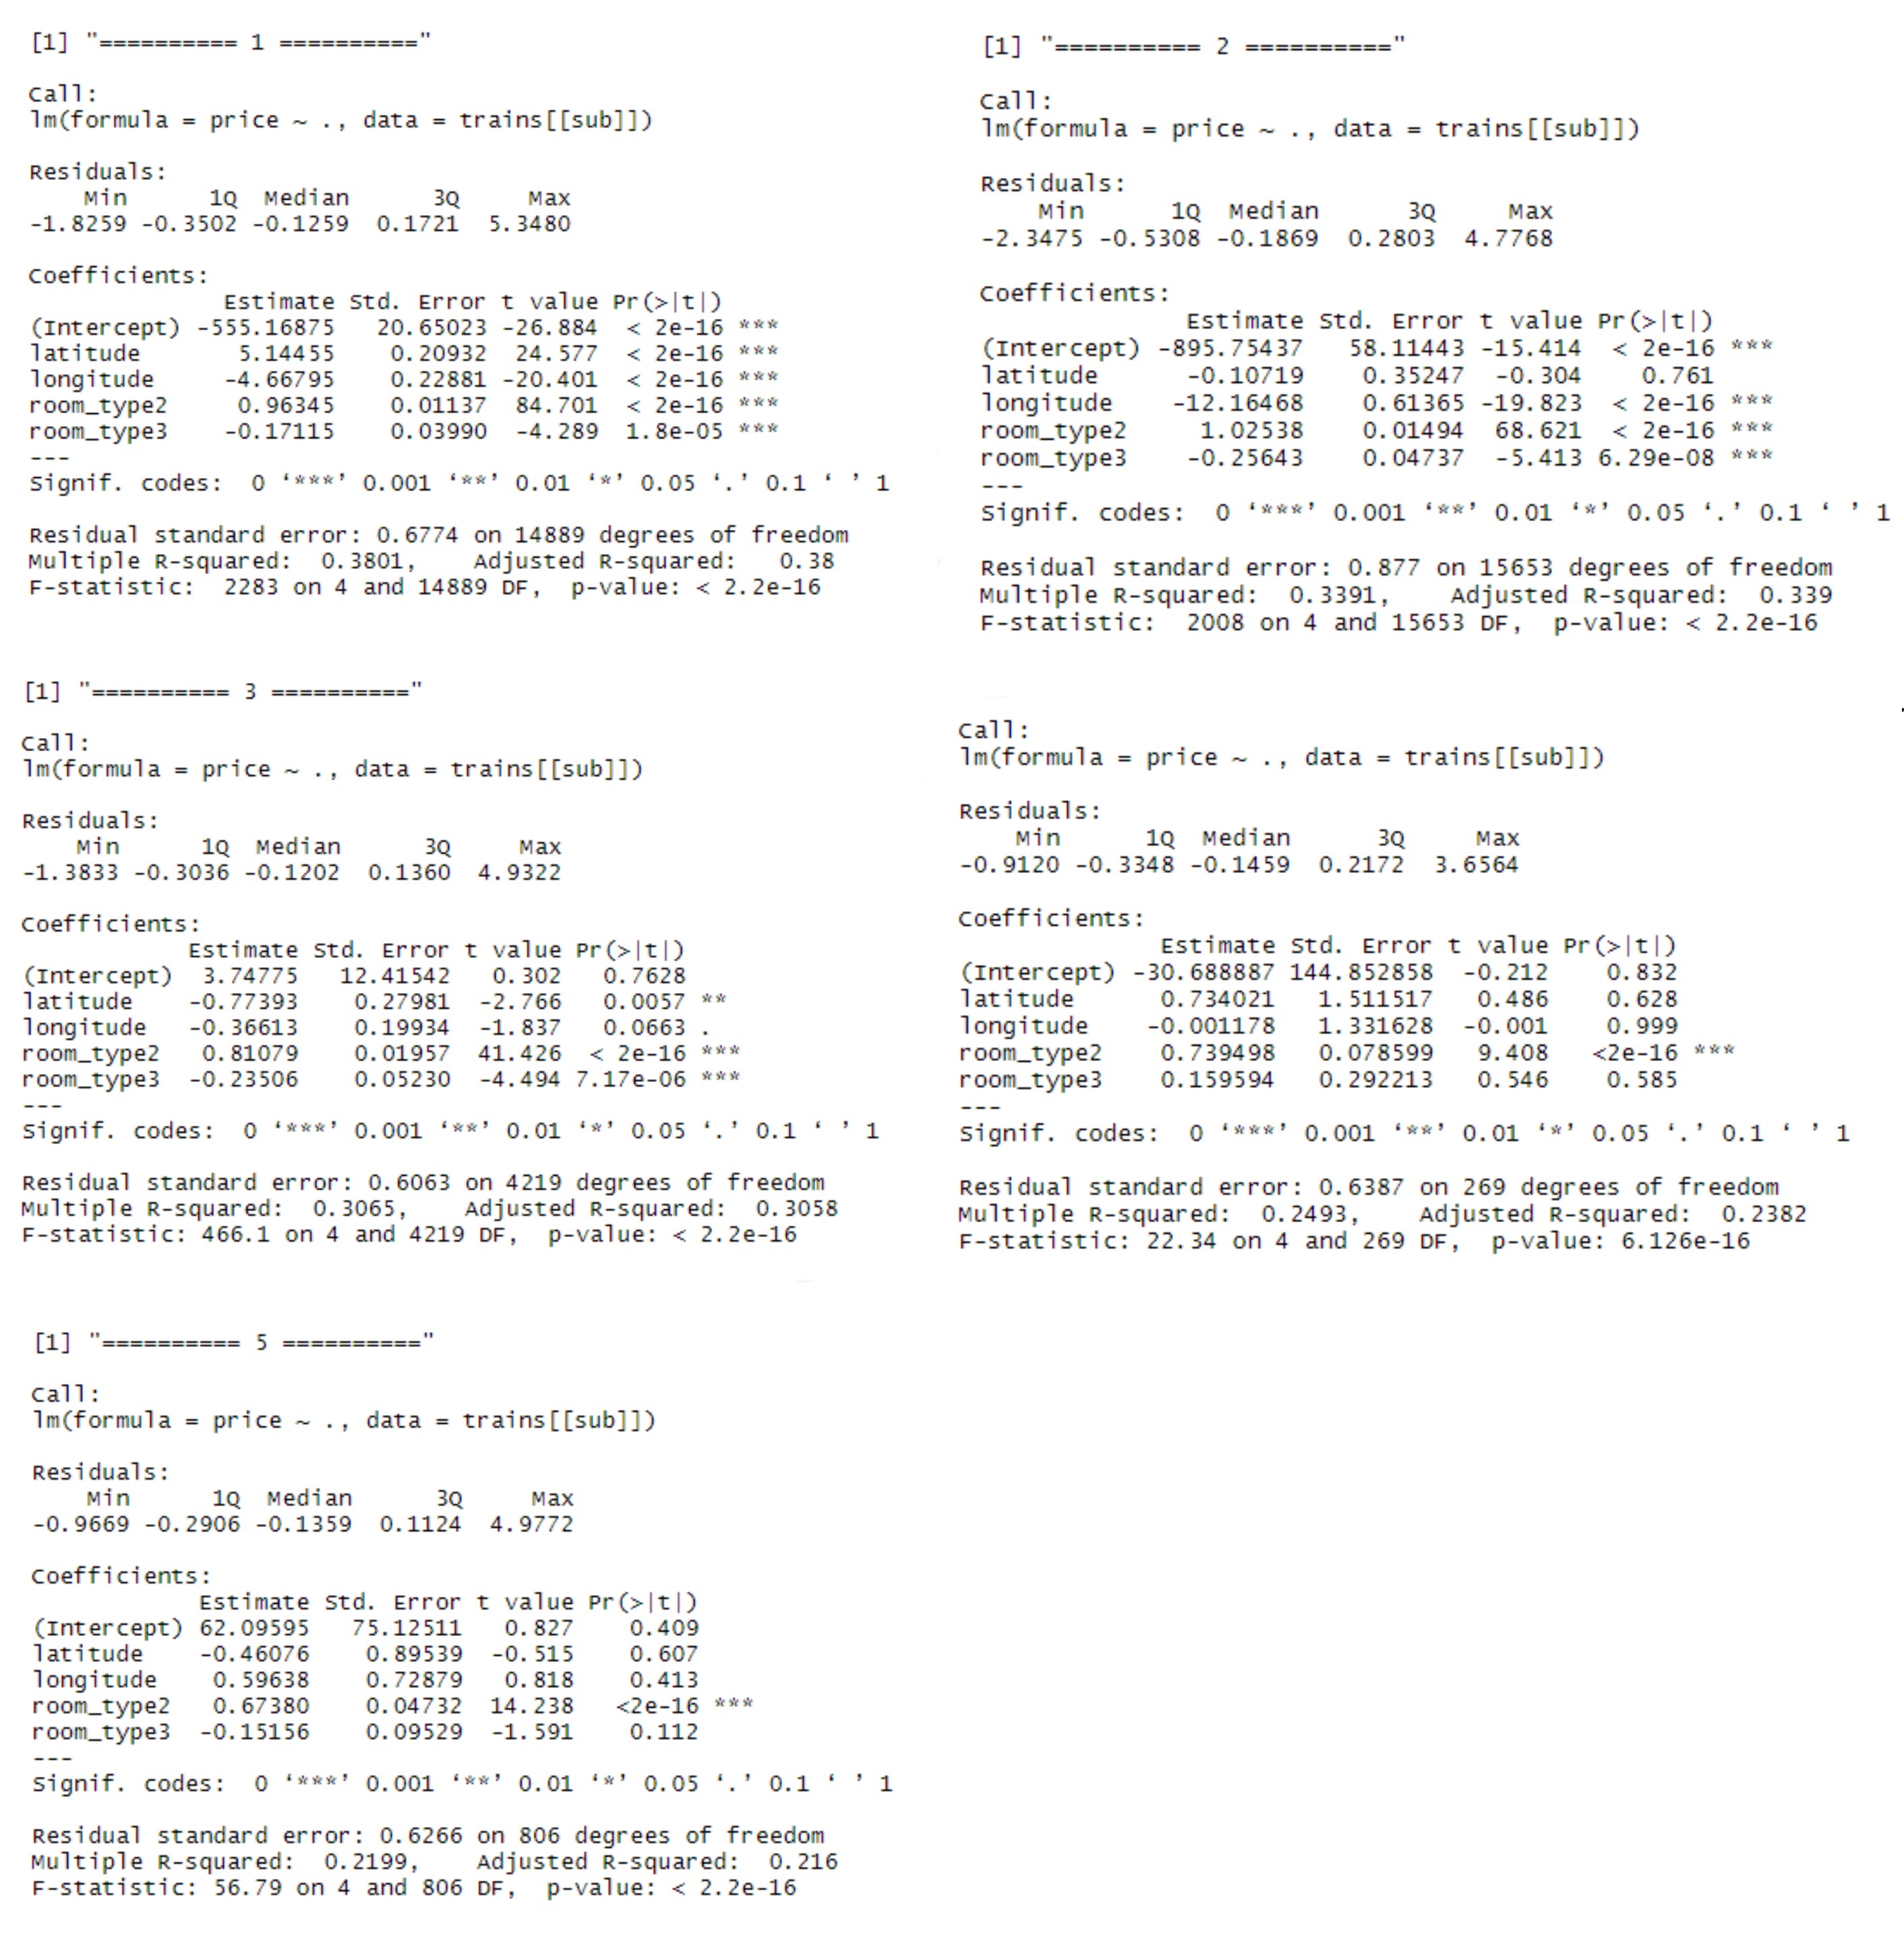 [1] "========== 1 =========="
Call:
lm(formula = price ~ ., data = trains[[sub]])
Residuals:
    Min      1Q  Median      3Q     Max
-1.8259 -0.3502 -0.1259  0.1721  5.3480
Coefficients:
Estimate Std. Error t value Pr(>|t|)
(Intercept) -555.16875   20.65023 -26.884  < 2e-16 ***
latitude       5.14455    0.20932  24.577  < 2e-16 ***
longitude     -4.66795    0.22881 -20.401  < 2e-16 ***
room_type2     0.96345    0.01137  84.701  < 2e-16 ***
room_type3    -0.17115    0.03990  -4.289  1.8e-05 ***
---
Signif. codes:  0 ‘***’ 0.001 ‘**’ 0.01 ‘*’ 0.05 ‘.’ 0.1 ‘ ’ 1
Residual standard error: 0.6774 on 14889 degrees of freedom
Multiple R-squared:  0.3801,    Adjusted R-squared:   0.38
F-statistic:  2283 on 4 and 14889 DF,  p-value: < 2.2e-16
[1] "========== 2 =========="
Call:
lm(formula = price ~ ., data = trains[[sub]])
Residuals:
    Min      1Q  Median      3Q     Max
-2.3475 -0.5308 -0.1869  0.2803  4.7768
Coefficients:
Estimate Std. Error t value Pr(>|t|)
(Intercept) -895.75437   58.11443 -15.414  < 2e-16 ***
latitude      -0.10719    0.35247  -0.304    0.761
longitude    -12.16468    0.61365 -19.823  < 2e-16 ***
room_type2     1.02538    0.01494  68.621  < 2e-16 ***
room_type3    -0.25643    0.04737  -5.413 6.29e-08 ***
---
Signif. codes:  0 ‘***’ 0.001 ‘**’ 0.01 ‘*’ 0.05 ‘.’ 0.1 ‘ ’ 1
Residual standard error: 0.877 on 15653 degrees of freedom
Multiple R-squared:  0.3391,    Adjusted R-squared:  0.339
F-statistic:  2008 on 4 and 15653 DF,  p-value: < 2.2e-16
[1] "========== 3 =========="
Call:
lm(formula = price ~ ., data = trains[[sub]])
Residuals:
    Min      1Q  Median      3Q     Max
-1.3833 -0.3036 -0.1202  0.1360  4.9322
Coefficients:
Estimate Std. Error t value Pr(>|t|)
(Intercept)  3.74775   12.41542   0.302   0.7628
latitude    -0.77393    0.27981  -2.766   0.0057 **
longitude   -0.36613    0.19934  -1.837   0.0663 .
room_type2   0.81079    0.01957  41.426  < 2e-16 ***
room_type3  -0.23506    0.05230  -4.494 7.17e-06 ***
---
Signif. codes:  0 ‘***’ 0.001 ‘**’ 0.01 ‘*’ 0.05 ‘.’ 0.1 ‘ ’ 1
Residual standard error: 0.6063 on 4219 degrees of freedom
Multiple R-squared:  0.3065,    Adjusted R-squared:  0.3058
F-statistic: 466.1 on 4 and 4219 DF,  p-value: < 2.2e-16
Call:
lm(formula = price ~ ., data = trains[[sub]])
Residuals:
    Min      1Q  Median      3Q     Max
-0.9120 -0.3348 -0.1459  0.2172  3.6564
Coefficients:
Estimate Std. Error t value Pr(>|t|)
(Intercept) -30.688887 144.852858  -0.212    0.832
latitude      0.734021   1.511517   0.486    0.628
longitude    -0.001178   1.331628  -0.001    0.999
room_type2    0.739498   0.078599   9.408   <2e-16 ***
room_type3    0.159594   0.292213   0.546    0.585
---
Signif. codes:  0 ‘***’ 0.001 ‘**’ 0.01 ‘*’ 0.05 ‘.’ 0.1 ‘ ’ 1
Residual standard error: 0.6387 on 269 degrees of freedom
Multiple R-squared:  0.2493,    Adjusted R-squared:  0.2382
F-statistic: 22.34 on 4 and 269 DF,  p-value: 6.126e-16
[1] "========== 5 =========="
Call:
lm(formula = price ~ ., data = trains[[sub]])
Residuals:
    Min      1Q  Median      3Q     Max
-0.9669 -0.2906 -0.1359  0.1124  4.9772
Coefficients:
Estimate Std. Error t value Pr(>|t|)
(Intercept) 62.09595   75.12511   0.827    0.409
latitude    -0.46076    0.89539  -0.515    0.607
longitude    0.59638    0.72879   0.818    0.413
room_type2   0.67380    0.04732  14.238   <2e-16 ***
room_type3  -0.15156    0.09529  -1.591    0.112
---
Signif. codes:  0 ‘***’ 0.001 ‘**’ 0.01 ‘*’ 0.05 ‘.’ 0.1 ‘ ’ 1
Residual standard error: 0.6266 on 806 degrees of freedom
Multiple R-squared:  0.2199,    Adjusted R-squared:  0.216
F-statistic: 56.79 on 4 and 806 DF,  p-value: < 2.2e-16